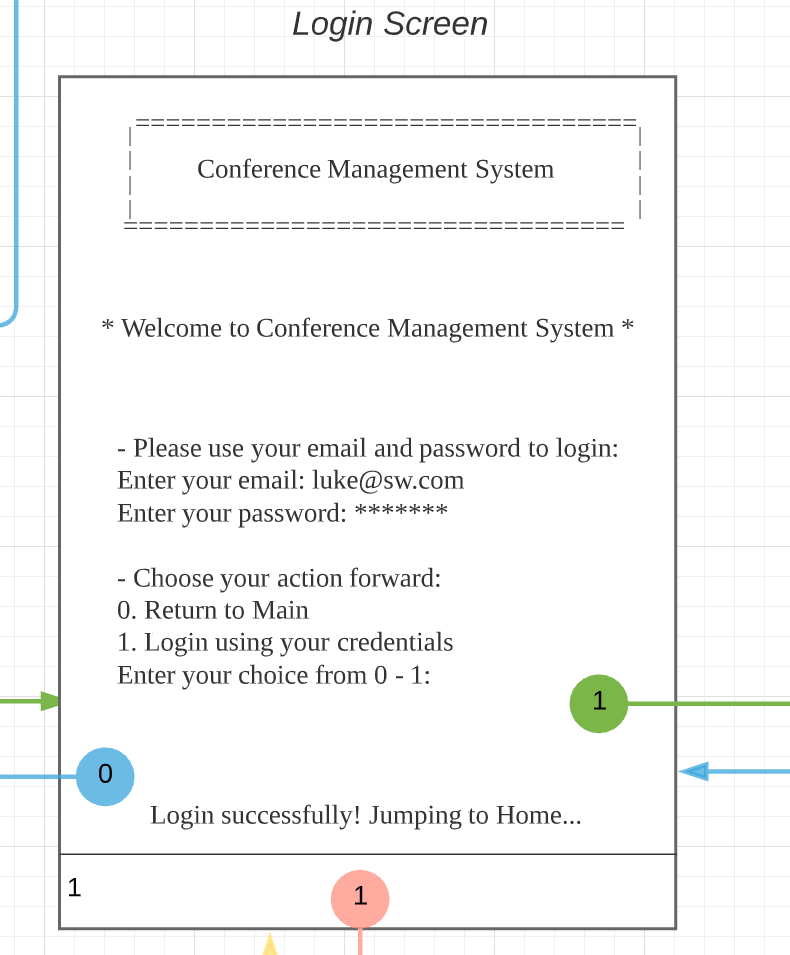 Login Screen
=================================
Conference Management System
=================================
* Welcome to Conference Management System *
- Please use your email and password to login:
Enter your email: luke@sw.com
Enter your password: *******
- Choose your action forward:
0. Return to Main
1. Login using your credentials
Enter your choice from 0 - 1:
1
0
Login successfully! Jumping to Home...
1
1